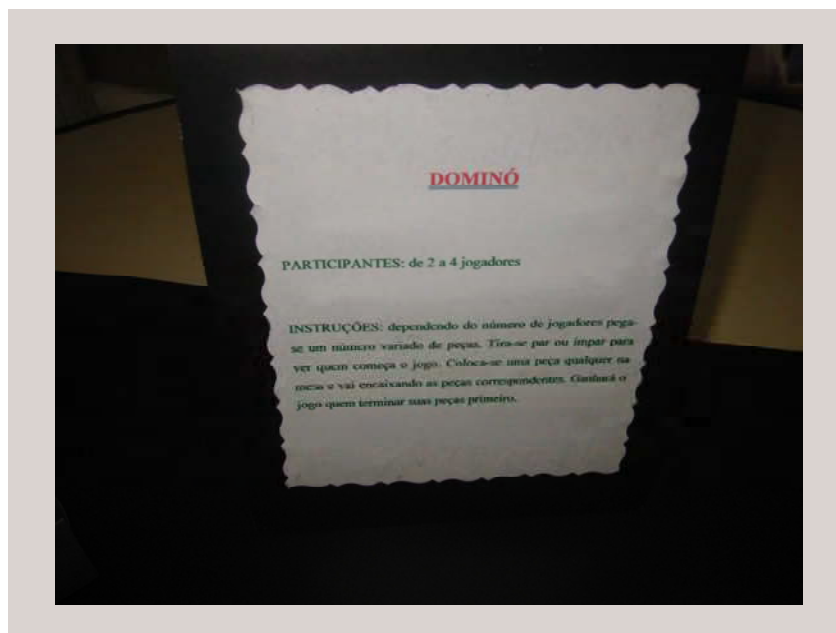 DOMINÓ
PARTICIPANTES: de 2 a 4 jogadores
INSTRUÇÕES: dependendo do número de jogadores pega-
se um número variado de peças. Tira-se par ou ímpar para
ver quem começa o jogo. Coloca-se uma peça qualquer na
mesa e vai encaixando as peças correspondentes. Ganhará o
jogo quem terminar suas peças primeiro.